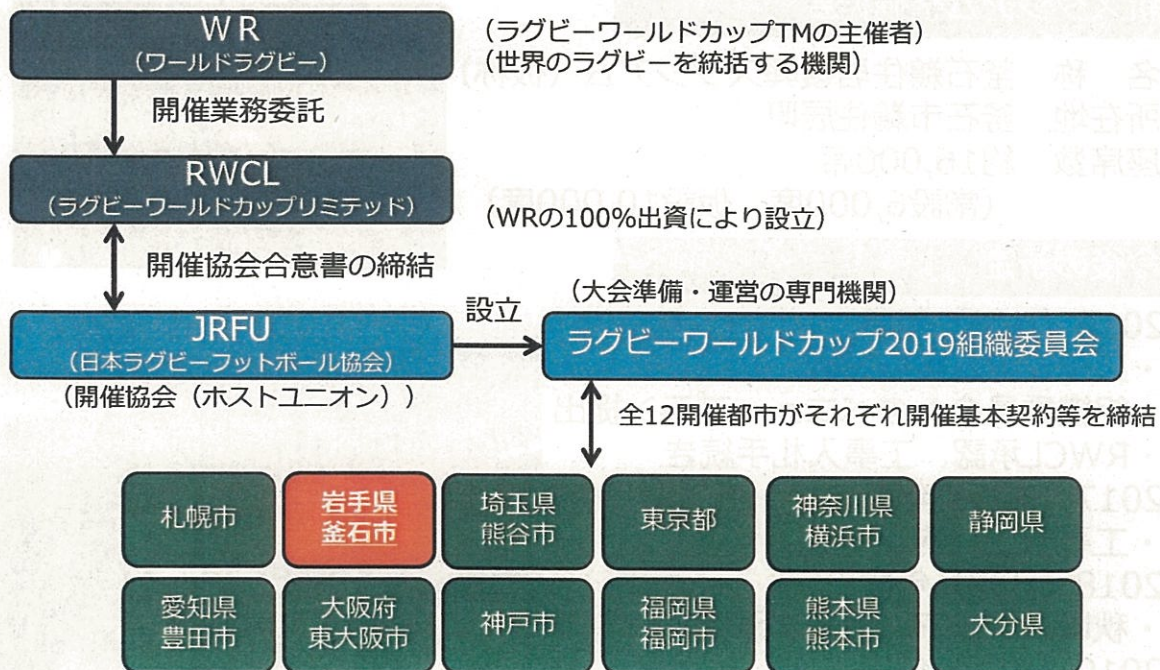 WR
（ワールドラグビー）
（ラグビーワールドカップTMの主催者）
（世界のラグビーを統括する機関）
開催業務委託
RWCL
（ラグビーワールドカップリミテッド）
（WRの100%出資により設立）
開催協会合意書の締結
JRFU
（日本ラグビーフットボール協会）
（開催協会（ホストユニオン））
設立
（大会準備・運営の専門機関）
ラグビーワールドカップ2019組織委員会
全12開催都市がそれぞれ開催基本契約等を締結
札幌市
岩手県
釜石市
埼玉県
熊谷市
東京都
神奈川県
横浜市
静岡県
愛知県
豊田市
大阪府
東大阪市
神戸市
福岡県
福岡市
熊本県
熊本市
大分県